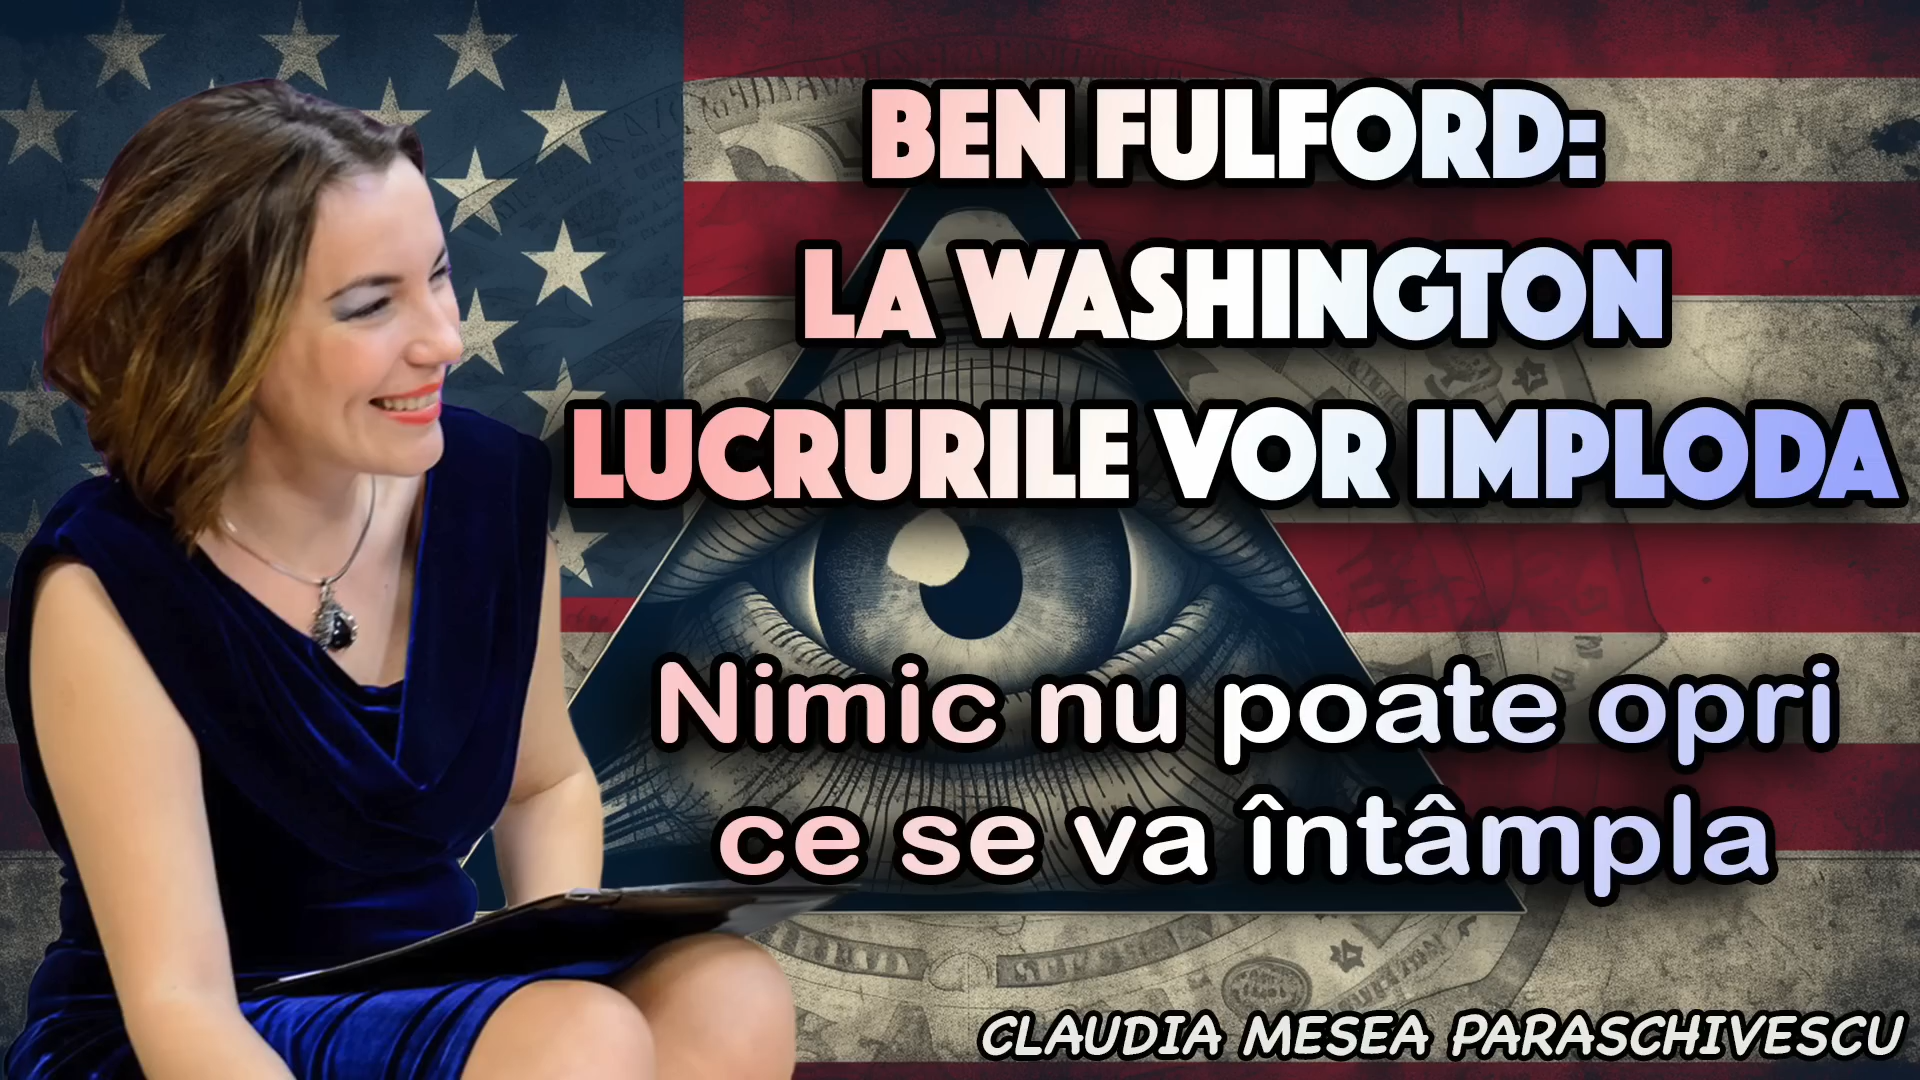 BEN FULFORD:
LA WASHINGTON
LUCRURILE VOR IMPLODA
Nimic nu poate opri
ce se va întâmpla
CLAUDIA MESEA PARASCHIVESCU